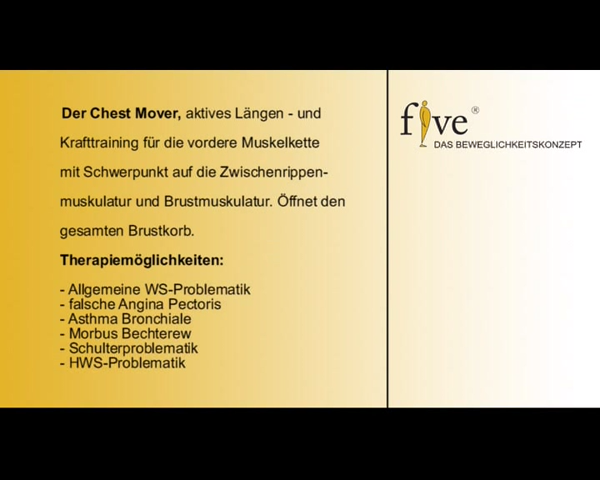 Der Chest Mover, aktives Längen - und
Krafttraining für die vordere Muskelkette
mit Schwerpunkt auf die Zwischenrippen-
muskulatur und Brustmuskulatur. Öffnet den
gesamten Brustkorb.
Therapiemöglichkeiten:
- Allgemeine WS-Problematik
- falsche Angina Pectoris
- Asthma Bronchiale
- Morbus Bechterew
- Schulterproblematik
- HWS-Problematik
five®
DAS BEWEGLICHKEITSKONZEPT